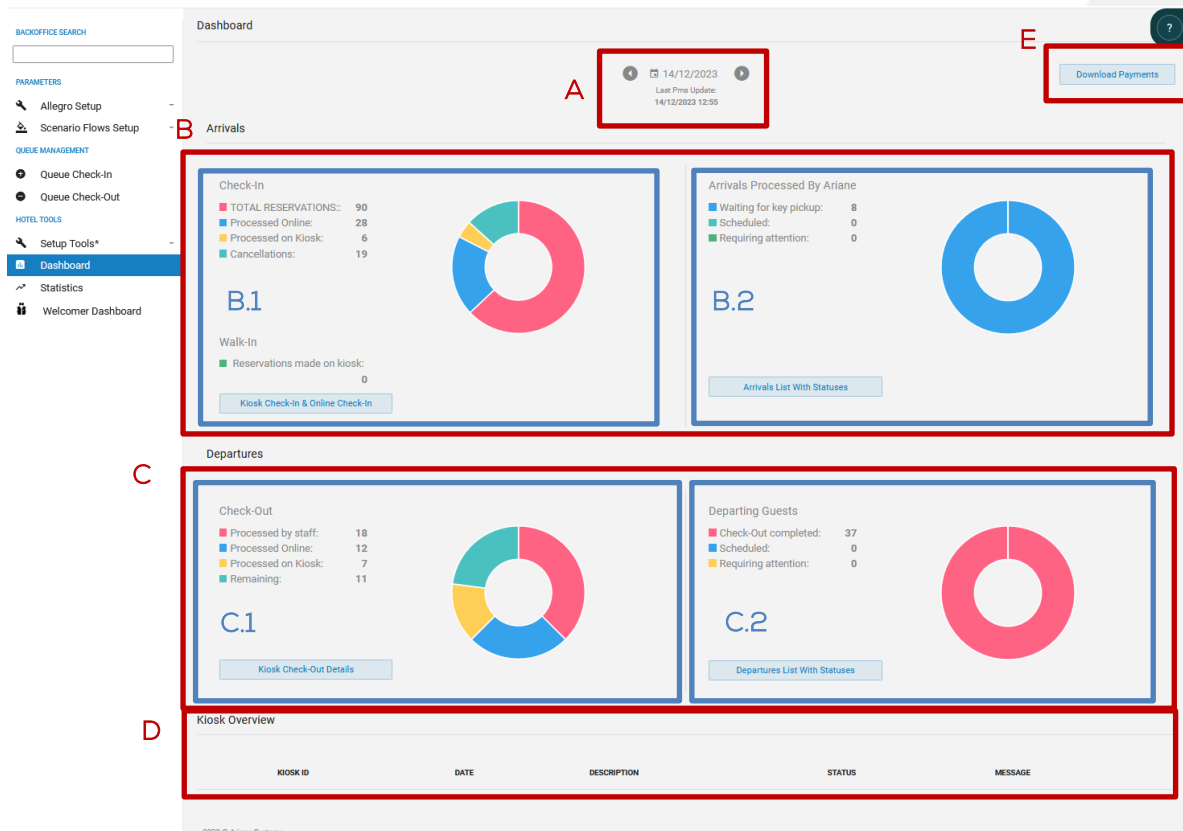 Dashboard
?
BACKOFFICE SEARCH
E
A
14/12/2023
Last Pms Update:
14/12/2023 12:55
Download Payments
PARAMETERS
Allegro Setup
Scenario Flows Setup
QUEUE MANAGEMENT
Queue Check-In
Queue Check-Out
HOTEL TOOLS
Setup Tools*
Dashboard
Statistics
Welcomer Dashboard
B
Arrivals
Check-In
TOTAL RESERVATIONS:: 90
Processed Online: 28
Processed on Kiosk: 6
Cancellations: 19
B.1
Walk-In
Reservations made on kiosk:
0
Kiosk Check-In & Online Check-In
Arrivals Processed By Ariane
Waiting for key pickup: 8
Scheduled: 0
Requiring attention: 0
B.2
Arrivals List With Statuses
C
Departures
Check-Out
Processed by staff: 18
Processed Online: 12
Processed on Kiosk: 7
Remaining: 11
C.1
Kiosk Check-Out Details
Departing Guests
Check-Out completed: 37
Scheduled: 0
Requiring attention: 0
C.2
Departures List With Statuses
D
Kiosk Overview
KIOSK ID DATE DESCRIPTION STATUS MESSAGE